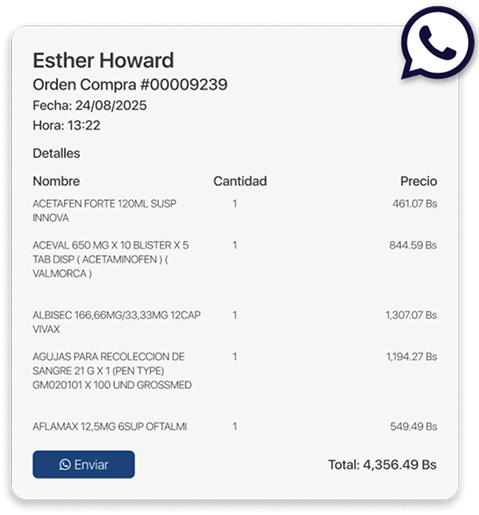 Esther Howard
Orden Compra #00009239
Fecha: 24/08/2025
Hora: 13:22
Detalles
Nombre Cantidad Precio
ACETAFEN FORTE 120ML SUSP 1 461.07 Bs
INNOVA
ACEVAL 650 MG X 10 BLISTER X 5 1 844.59 Bs
TAB DISP ( ACETAMINOFEN ) (
VALMORCA )
ALBISEC 166,66MG/33,33MG 12CAP 1 1,307.07 Bs
VIVAX
AGUJAS PARA RECOLECCION DE 1 1,194.27 Bs
SANGRE 21 G X 1 (PEN TYPE)
GM020101 X 100 UND GROSSMED
AFLAMAX 12,5MG 6SUP OFTALMI 1 549.49 Bs
Enviar Total: 4,356.49 Bs